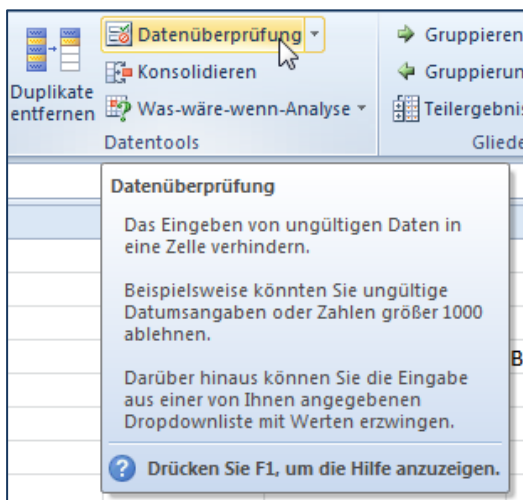 Datenüberprüfung
Duplikate
entfernen
Konsolidieren
Was-wäre-wenn-Analyse
Datentools
Gruppieren
Teilergebnis
Datenüberprüfung
Das Eingeben von ungültigen Daten in
eine Zelle verhindern.
Beispielsweise könnten Sie ungültige
Datumsangaben oder Zahlen größer 1000
ablehnen.
Darüber hinaus können Sie die Eingabe
aus einer von Ihnen angegebenen
Dropdownliste mit Werten erzwingen.
Drücken Sie F1, um die Hilfe anzuzeigen.
B